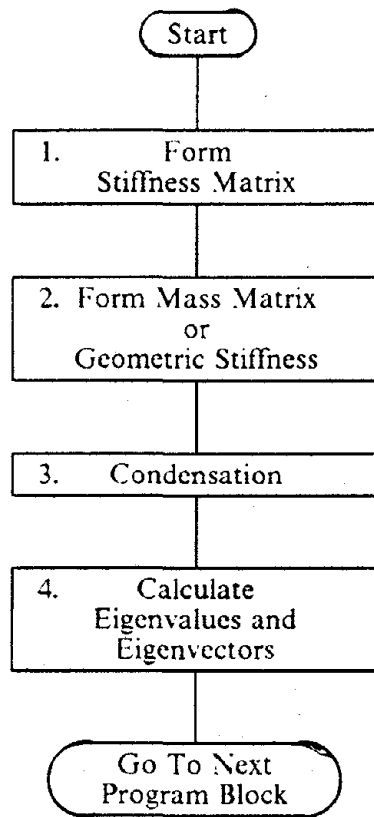 Start
1. Form
Stiffness Matrix
2. Form Mass Matrix
or
Geometric Stiffness
3. Condensation
4. Calculate
Eigenvalues and
Eigenvectors
Go To Next
Program Block